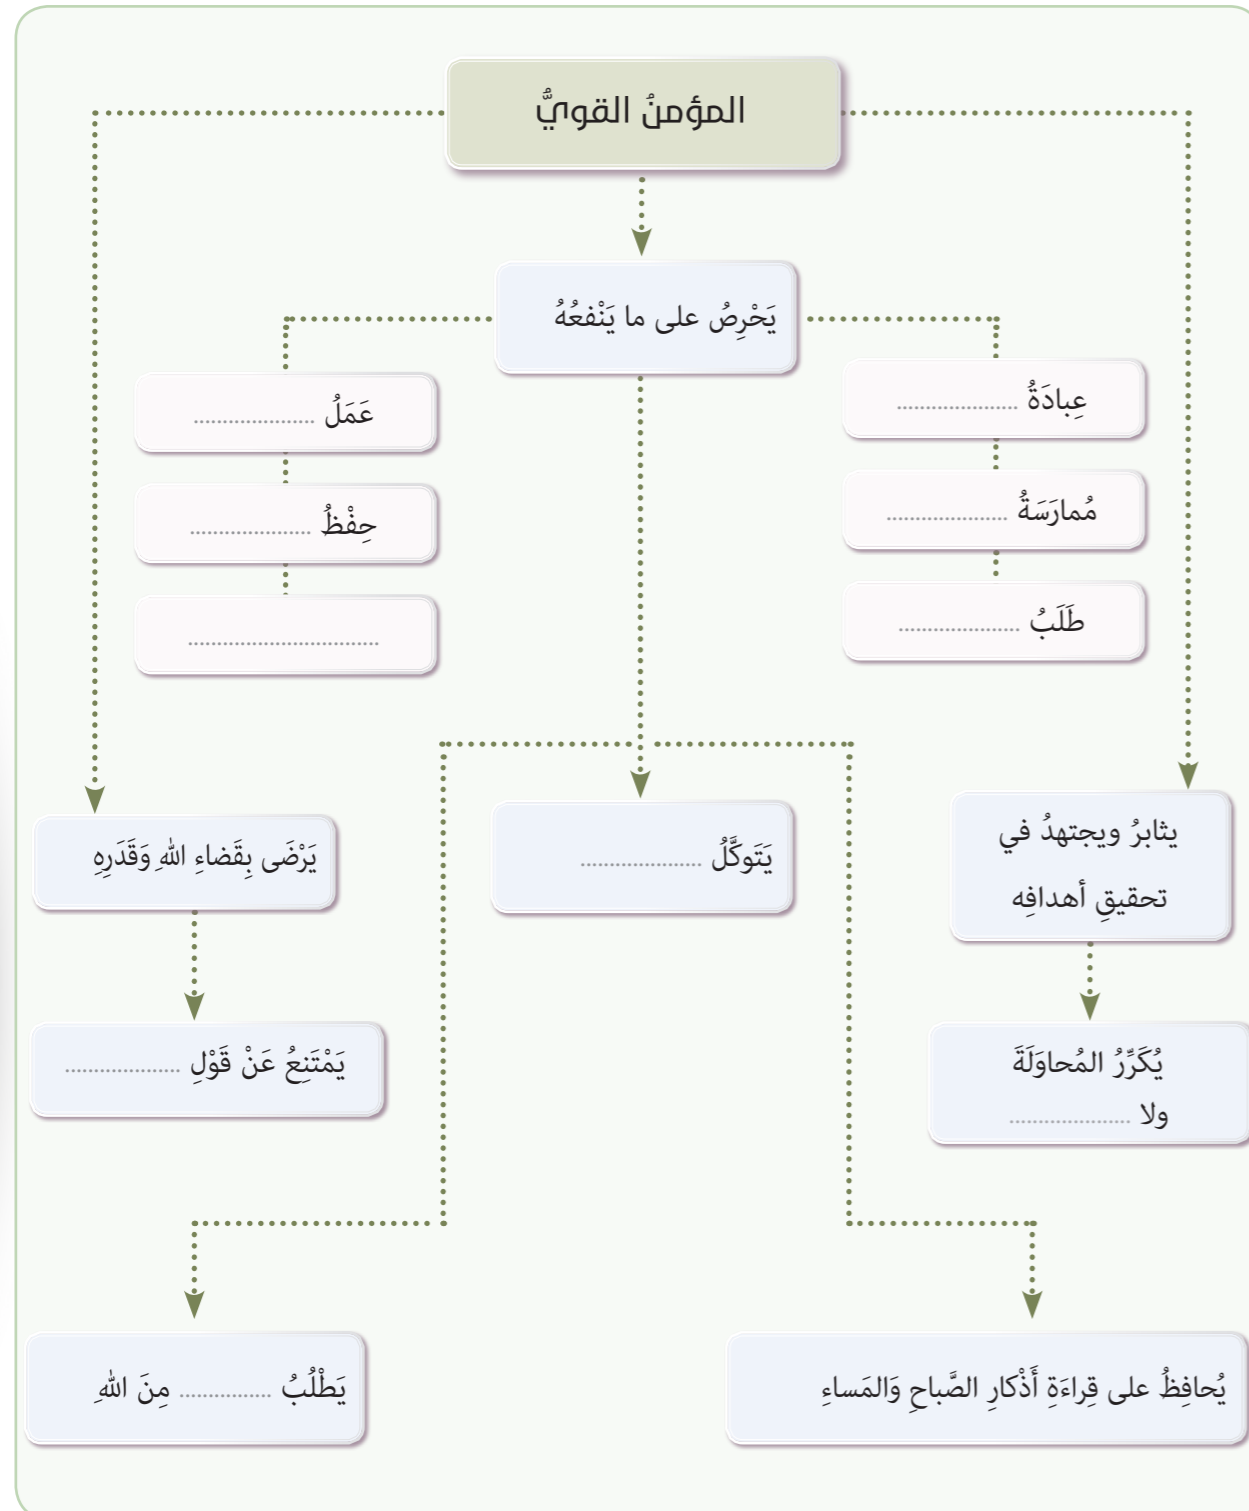 المؤمنُ القويُّ
يَحْرِصُ على ما يَنْفعُهُ
عِبادَةُ .....................
مُمارَسَةُ .....................
طَلَبُ .....................
عَمَلُ .....................
حِفْظُ .....................
.................................
يثابرُ ويجتهدُ في
تحقيقِ أهدافِه
يَتَوكَّلُ .....................
يَرْضَى بِقَضاءِ اللهِ وَقَدَرِهِ
يُكَرِّرُ المُحاوَلَةَ
ولا .....................
يَمْتَنِعُ عَنْ قَوْلِ ....................
يُحافِظُ على قِراءَةِ أَذْكارِ الصَّباحِ وَالمَساءِ
يَطْلُبُ ................ مِنَ اللهِ